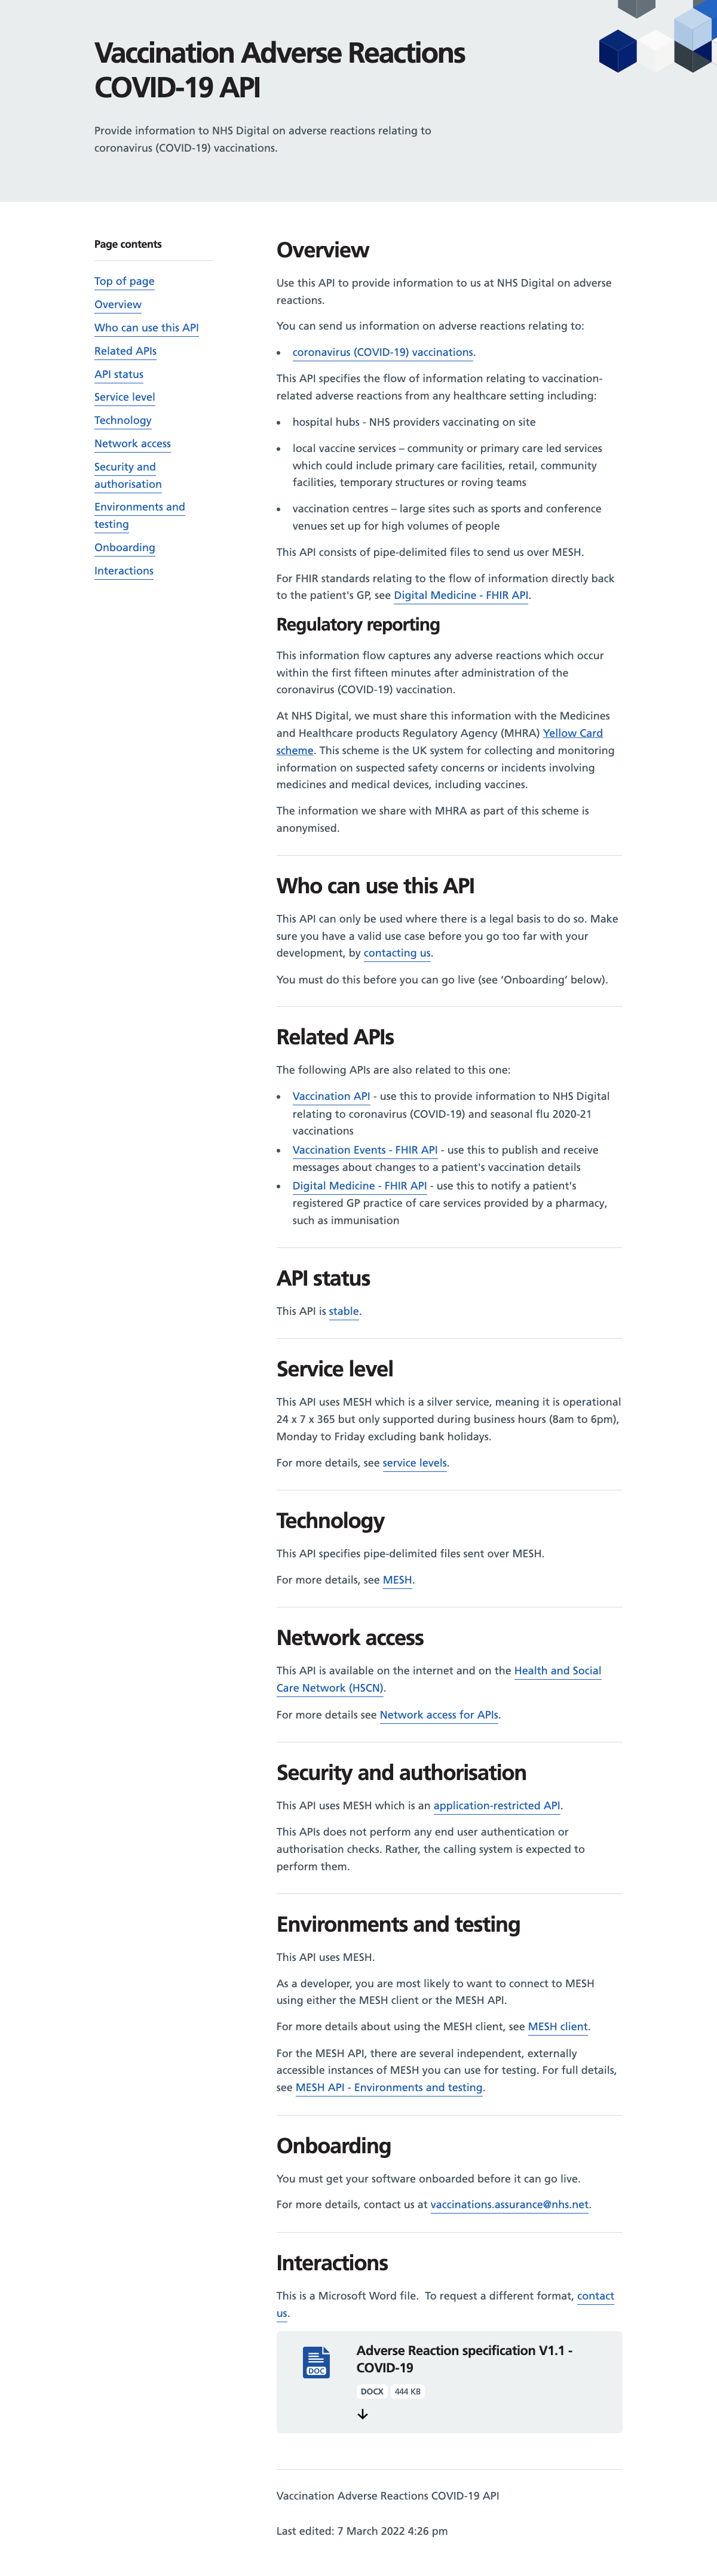 Vaccination Adverse Reactions
COVID-19 API
Provide information to NHS Digital on adverse reactions relating to
coronavirus (COVID-19) vaccinations.
Page contents
Top of page
Overview
Who can use this API
Related APIs
API status
Service level
Technology
Network access
Security and
authorisation
Environments and
testing
Onboarding
Interactions
Overview
Use this API to provide information to us at NHS Digital on adverse
reactions.
You can send us information on adverse reactions relating to:
• coronavirus (COVID-19) vaccinations.
This API specifies the flow of information relating to vaccination-
related adverse reactions from any healthcare setting including:
• hospital hubs - NHS providers vaccinating on site
• local vaccine services – community or primary care led services
which could include primary care facilities, retail, community
facilities, temporary structures or roving teams
• vaccination centres – large sites such as sports and conference
venues set up for high volumes of people
This API consists of pipe-delimited files to send us over MESH.
For FHIR standards relating to the flow of information directly back
to the patient's GP, see Digital Medicine - FHIR API.
Regulatory reporting
This information flow captures any adverse reactions which occur
within the first fifteen minutes after administration of the
coronavirus (COVID-19) vaccination.
At NHS Digital, we must share this information with the Medicines
and Healthcare products Regulatory Agency (MHRA) Yellow Card
scheme. This scheme is the UK system for collecting and monitoring
information on suspected safety concerns or incidents involving
medicines and medical devices, including vaccines.
The information we share with MHRA as part of this scheme is
anonymised.
Who can use this API
This API can only be used where there is a legal basis to do so. Make
sure you have a valid use case before you go too far with your
development, by contacting us.
You must do this before you can go live (see ‘Onboarding’ below).
Related APIs
The following APIs are also related to this one:
• Vaccination API - use this to provide information to NHS Digital
relating to coronavirus (COVID-19) and seasonal flu 2020-21
vaccinations
• Vaccination Events - FHIR API - use this to publish and receive
messages about changes to a patient's vaccination details
• Digital Medicine - FHIR API - use this to notify a patient's
registered GP practice of care services provided by a pharmacy,
such as immunisation
API status
This API is stable.
Service level
This API uses MESH which is a silver service, meaning it is operational
24 x 7 x 365 but only supported during business hours (8am to 6pm),
Monday to Friday excluding bank holidays.
For more details, see service levels.
Technology
This API specifies pipe-delimited files sent over MESH.
For more details, see MESH.
Network access
This API is available on the internet and on the Health and Social
Care Network (HSCN).
For more details see Network access for APIs.
Security and authorisation
This API uses MESH which is an application-restricted API.
This APIs does not perform any end user authentication or
authorisation checks. Rather, the calling system is expected to
perform them.
Environments and testing
This API uses MESH.
As a developer, you are most likely to want to connect to MESH
using either the MESH client or the MESH API.
For more details about using the MESH client, see MESH client.
For the MESH API, there are several independent, externally
accessible instances of MESH you can use for testing. For full details,
see MESH API - Environments and testing.
Onboarding
You must get your software onboarded before it can go live.
For more details, contact us at vaccinations.assurance@nhs.net.
Interactions
This is a Microsoft Word file.  To request a different format, contact
us.
DOC
Adverse Reaction specification V1.1 -
COVID-19
DOCX 444 KB
Vaccination Adverse Reactions COVID-19 API
Last edited: 7 March 2022 4:26 pm